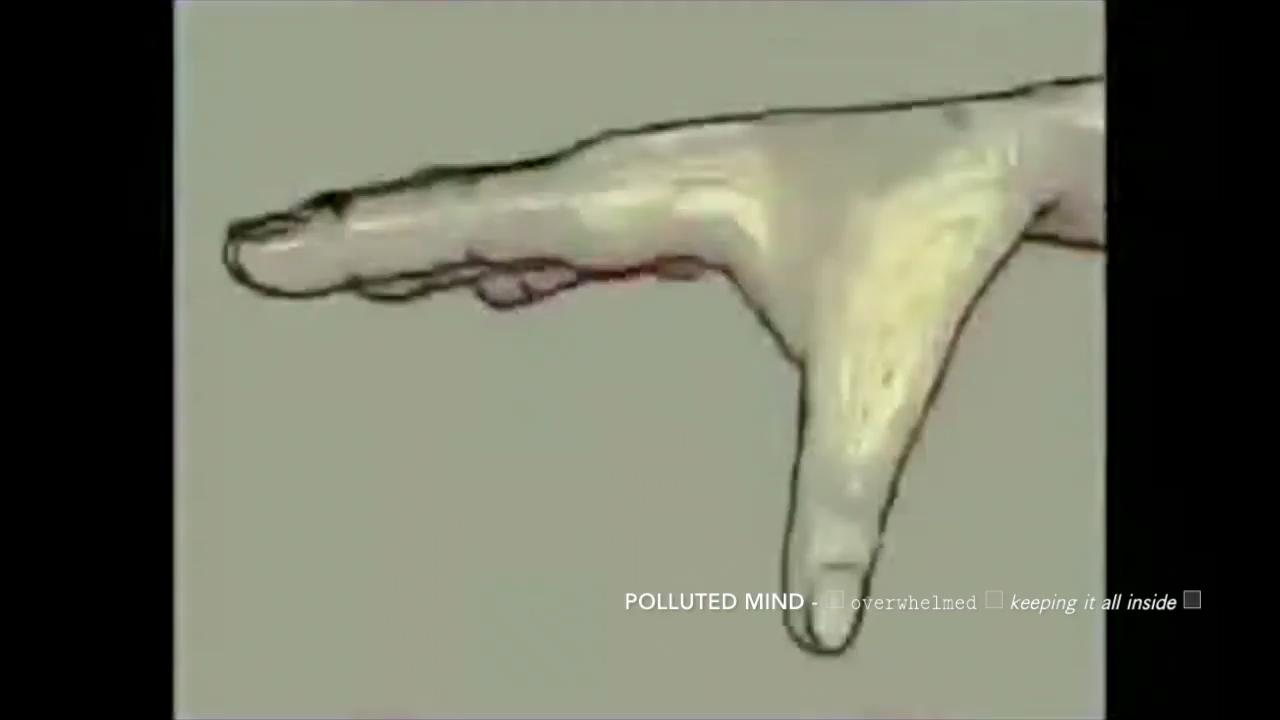 POLLUTED MIND - □ overwhelmed □ keeping it all inside □